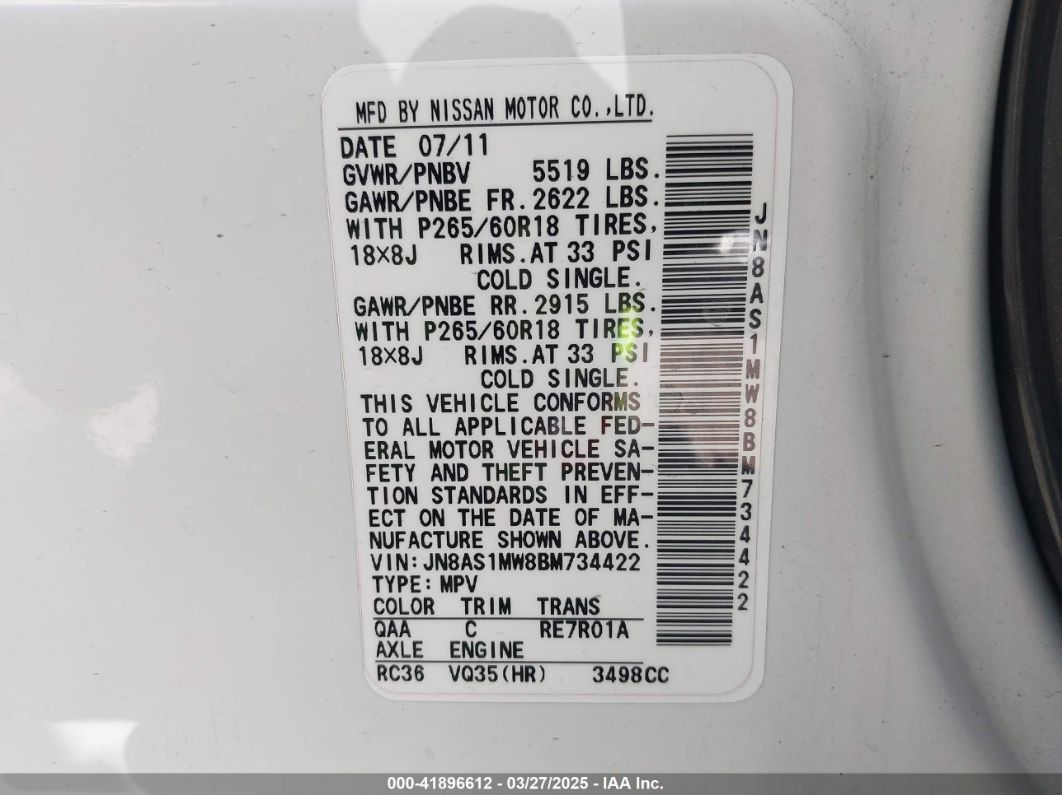 MFD BY NISSAN MOTOR CO.,LTD.
DATE 07/11
GVWR/PNBV 5519 LBS.
GAWR/PNBE FR. 2622 LBS.
WITH P265/60R18 TIRES,
18×8J RIMS. AT 33 PSI
COLD SINGLE.
GAWR/PNBE RR. 2915 LBS.
WITH P265/60R18 TIRES,
18×8J RIMS. AT 33 PSI
COLD SINGLE.
THIS VEHICLE CONFORMS
TO ALL APPLICABLE FED-
ERAL MOTOR VEHICLE SA-
FETY AND THEFT PREVEN-
TION STANDARDS IN EFF-
ECT ON THE DATE OF MA-
NUFACTURE SHOWN ABOVE.
VIN:JN8AS1MW8BM734422
TYPE:MPV
COLOR TRIM TRANS
QAA C RE7R01A
AXLE ENGINE
RC36 VQ35(HR) 3498CC
JN8AS1MW8BM734422
000-41896612 - 03/27/2025 - IAA Inc.